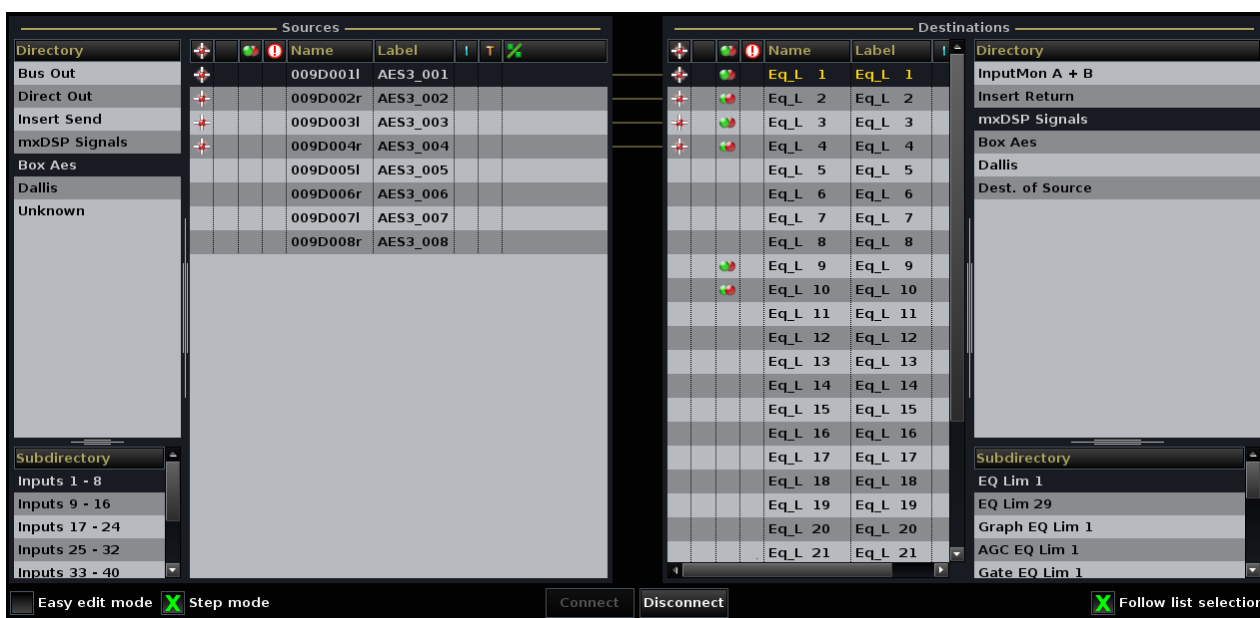 Sources
Directory
Bus Out
Direct Out
Insert Send
mxDSP Signals
Box Aes
Dallis
Unknown
Subdirectory
Inputs 1 - 8
Inputs 9 - 16
Inputs 17 - 24
Inputs 25 - 32
Inputs 33 - 40
Name Label I T
009D001l AES3_001
009D002r AES3_002
009D003l AES3_003
009D004r AES3_004
009D005l AES3_005
009D006r AES3_006
009D007l AES3_007
009D008r AES3_008
Destinations
Name Label I
Eq_L 1 Eq_L 1
Eq_L 2 Eq_L 2
Eq_L 3 Eq_L 3
Eq_L 4 Eq_L 4
Eq_L 5 Eq_L 5
Eq_L 6 Eq_L 6
Eq_L 7 Eq_L 7
Eq_L 8 Eq_L 8
Eq_L 9 Eq_L 9
Eq_L 10 Eq_L 10
Eq_L 11 Eq_L 11
Eq_L 12 Eq_L 12
Eq_L 13 Eq_L 13
Eq_L 14 Eq_L 14
Eq_L 15 Eq_L 15
Eq_L 16 Eq_L 16
Eq_L 17 Eq_L 17
Eq_L 18 Eq_L 18
Eq_L 19 Eq_L 19
Eq_L 20 Eq_L 20
Eq_L 21 Eq_L 21
Directory
InputMon A + B
Insert Return
mxDSP Signals
Box Aes
Dallis
Dest. of Source
Subdirectory
EQ Lim 1
EQ Lim 29
Graph EQ Lim 1
AGC EQ Lim 1
Gate EQ Lim 1
Easy edit mode X Step mode Connect Disconnect X Follow list selection